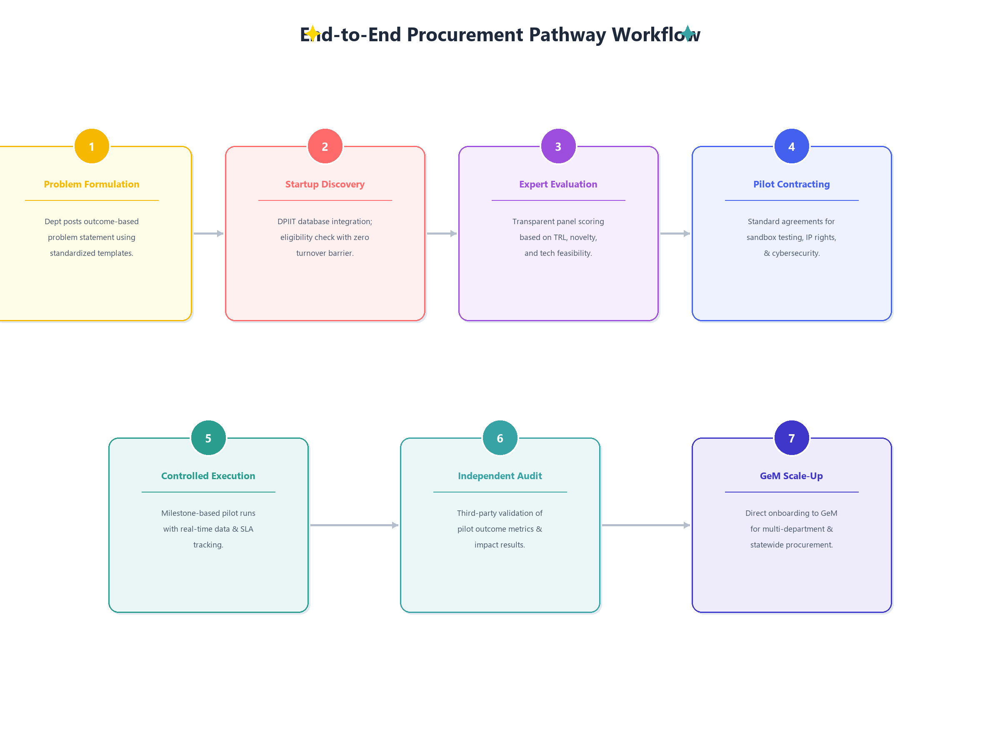 End-to-End Procurement Pathway Workflow
1
Problem Formulation
Dept posts outcome-based
problem statement using
standardized templates.
2
Startup Discovery
DPIIT database integration;
eligibility check with zero
turnover barrier.
3
Expert Evaluation
Transparent panel scoring
based on TRL, novelty,
and tech feasibility.
4
Pilot Contracting
Standard agreements for
sandbox testing, IP rights,
& cybersecurity.
5
Controlled Execution
Milestone-based pilot runs
with real-time data & SLA
tracking.
6
Independent Audit
Third-party validation of
pilot outcome metrics &
impact results.
7
GeM Scale-Up
Direct onboarding to GeM
for multi-department &
statewide procurement.